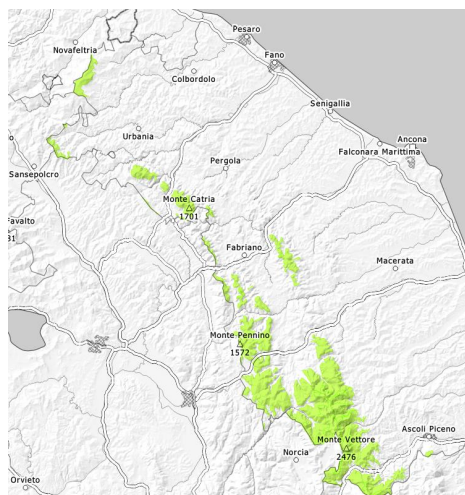 Pesaro
Novafeltria
Fano
Colbordolo
Senigallia
Urbania
Ancona
Falconara Marittima
Pergola
Sansepolcro
Monte Catria
1701
Favalto
Fabriano
Macerata
Monte Pennino
1572
Ascoli Piceno
Monte Vettore
Norcia
2476
Orvieto